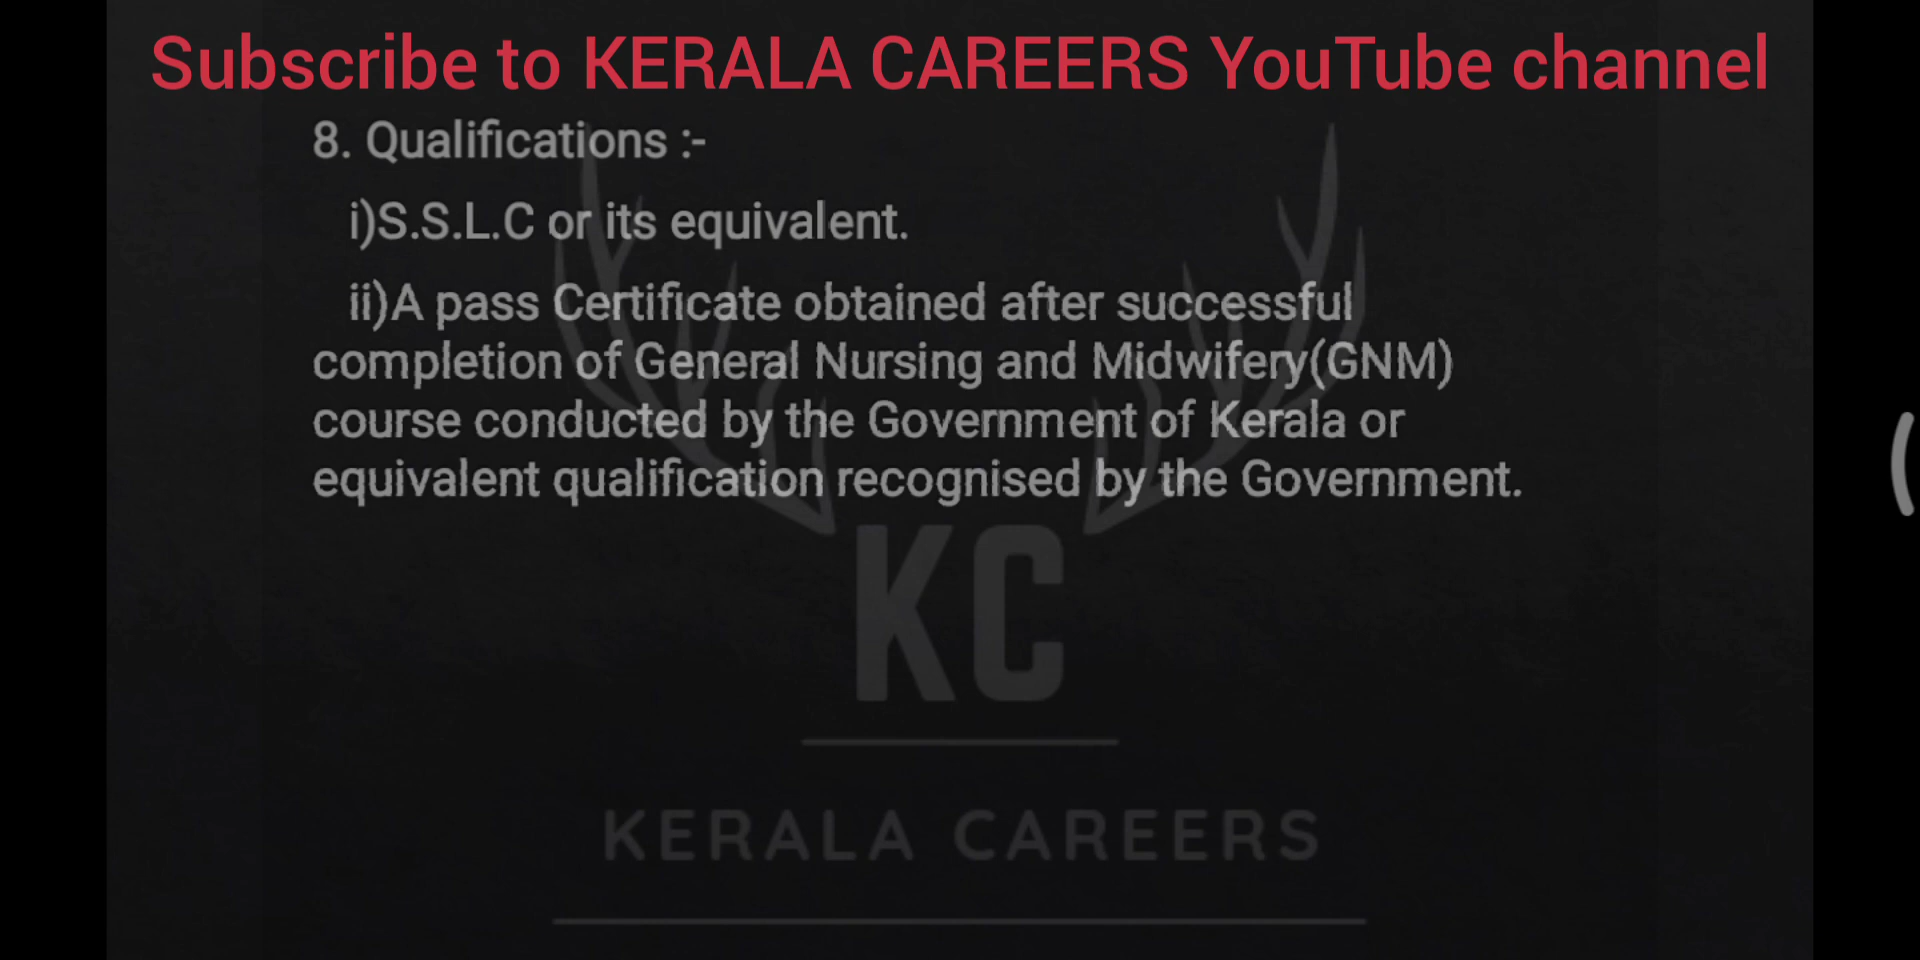 Subscribe to KERALA CAREERS YouTube channel
8. Qualifications :-
i)S.S.L.C or its equivalent.
ii)A pass Certificate obtained after successful
completion of General Nursing and Midwifery(GNM)
course conducted by the Government of Kerala or
equivalent qualification recognised by the Government.
KC
KERALA CAREERS